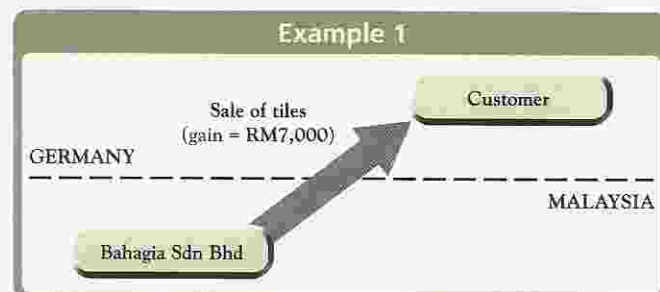 Example 1
Customer
Sale of tiles
(gain = RM7,000)
GERMANY
MALAYSIA
Bahagia Sdn Bhd